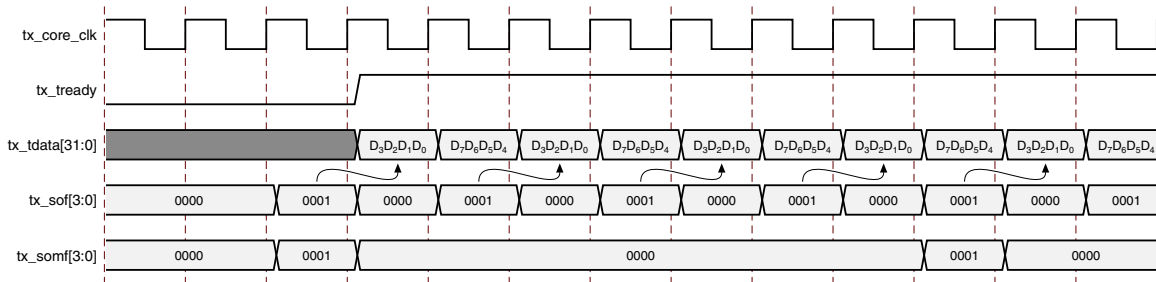 tx_core_clk
tx_tready
tx_tdata[31:0] D3D2D1D0 D7D6D5D4 D3D2D1D0 D7D6D5D4 D3D2D1D0 D7D6D5D4 D3D2D1D0 D7D6D5D4 D3D2D1D0 D7D6D5D4
tx_sof[3:0] 0000 0001 0000 0001 0000 0001 0000 0001 0000 0001 0000 0001
tx_somf[3:0] 0000 0001 0000 0001 0000